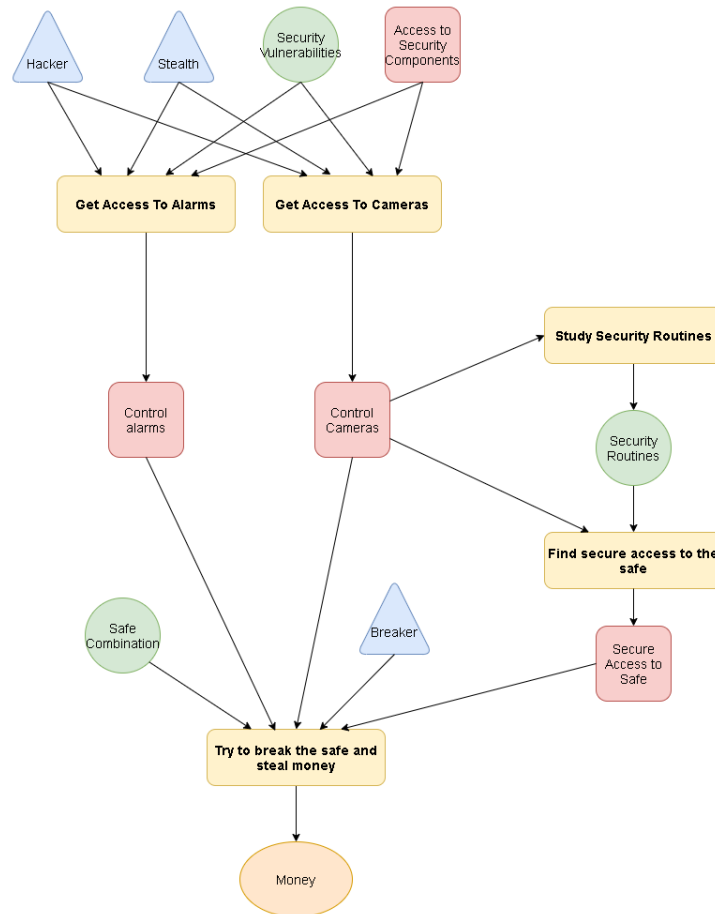 Hacker
Stealth
Security
Vulnerabilities
Access to
Security
Components
Get Access To Alarms
Get Access To Cameras
Study Security Routines
Control
alarms
Control
Cameras
Security
Routines
Find secure access to the
safe
Safe
Combination
Breaker
Secure
Access to
Safe
Try to break the safe and
steal money
Money